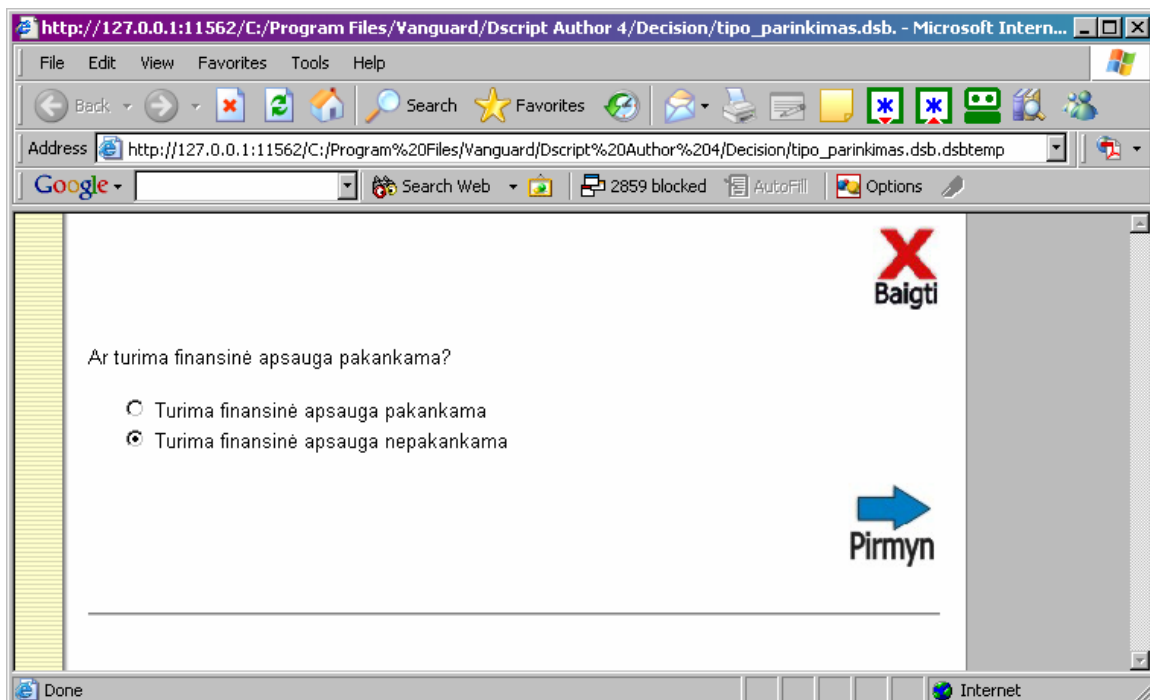 http://127.0.0.1:11562/C:/Program Files/Vanguard/Dscript Author 4/Decision/tipo_parinkimas.dsb. - Microsoft Intern...
File Edit View Favorites Tools Help
Back Search Favorites
Address http://127.0.0.1:11562/C:/Program%20Files/Vanguard/Dscript%20Author%204/Decision/tipo_parinkimas.dsb.dsbtemp
Google Search Web 2859 blocked AutoFill Options
Baigti
Ar turima finansinė apsauga pakankama?
Turima finansinė apsauga pakankama
Turima finansinė apsauga nepakankama
Pirmyn
Done Internet